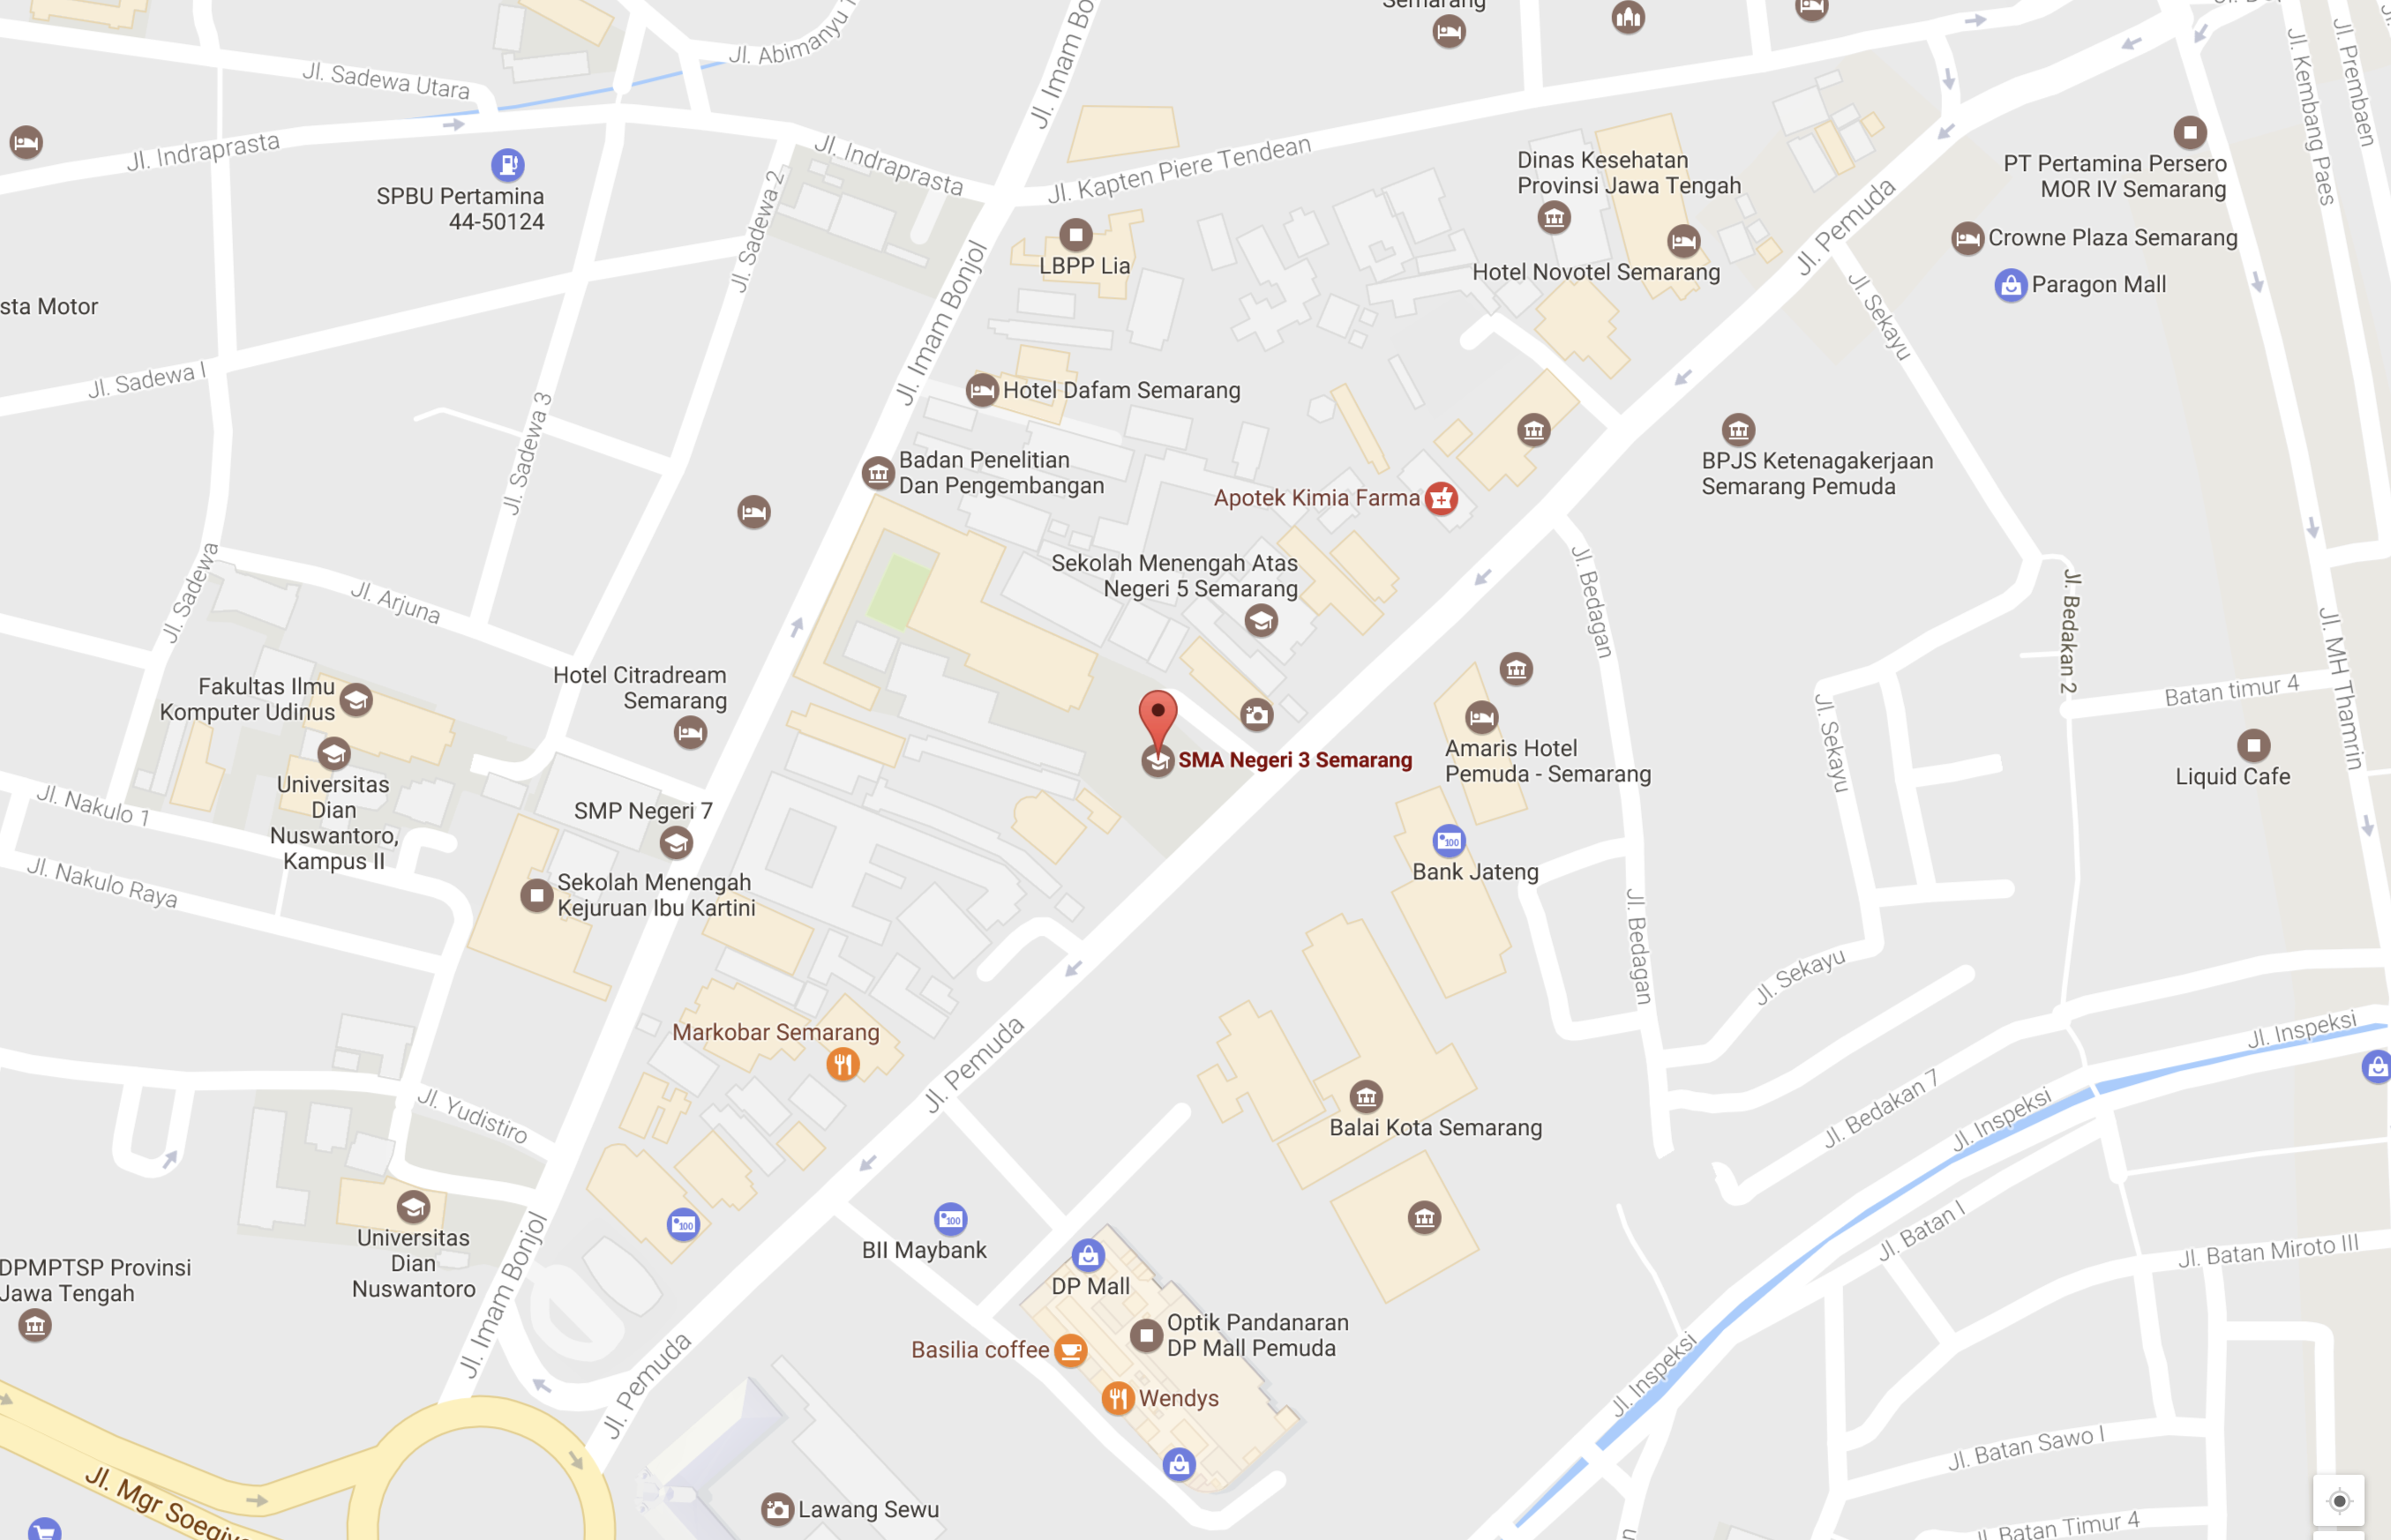 Semarang
Jl. Abimanyu
Jl. Imam Bo
Jl. Kembang Paes
Jl. Prembaen
Jl. Sadewa Utara
Jl. Indraprasta
Jl. Indraprasta
Jl. Kapten Piere Tendean
SPBU Pertamina
44-50124
Jl. Sadewa 2
LBPP Lia
Dinas Kesehatan
Provinsi Jawa Tengah
Hotel Novotel Semarang
Jl. Pemuda
PT Pertamina Persero
MOR IV Semarang
Crowne Plaza Semarang
Paragon Mall
sta Motor
Jl. Imam Bonjol
Jl. Sekayu
Jl. Sadewa I
Hotel Dafam Semarang
Jl. Sadewa 3
Badan Penelitian
Dan Pengembangan
Apotek Kimia Farma
BPJS Ketenagakerjaan
Semarang Pemuda
Sekolah Menengah Atas
Negeri 5 Semarang
Jl. Sadewa
Jl. Arjuna
Jl. Bedagan
Jl. Bedakan 2
Jl. MH Thamrin
Hotel Citradream
Semarang
Fakultas Ilmu
Komputer Udinus
Batan timur 4
SMA Negeri 3 Semarang
Amaris Hotel
Pemuda - Semarang
Jl. Sekayu
Liquid Cafe
Universitas
Dian
Nuswantoro,
Kampus II
Jl. Nakulo 1
SMP Negeri 7
100
Bank Jateng
Jl. Nakulo Raya
Sekolah Menengah
Kejuruan Ibu Kartini
Jl. Bedagan
Jl. Sekayu
Markobar Semarang
Jl. Pemuda
Jl. Inspeksi
Jl. Yudistiro
Balai Kota Semarang
Jl. Bedakan 7
Jl. Inspeksi
Universitas
Dian
Nuswantoro
100
100
BII Maybank
Jl. Batan I
Jl. Batan Miroto III
DPMPTSP Provinsi
Jawa Tengah
Jl. Imam Bonjol
DP Mall
Optik Pandanaran
DP Mall Pemuda
Basilia coffee
Wendys
Jl. Pemuda
Jl. Inspeksi
Jl. Batan Sawo I
Jl. Mgr Soegiy
Lawang Sewu
Jl. Batan Timur 4
n